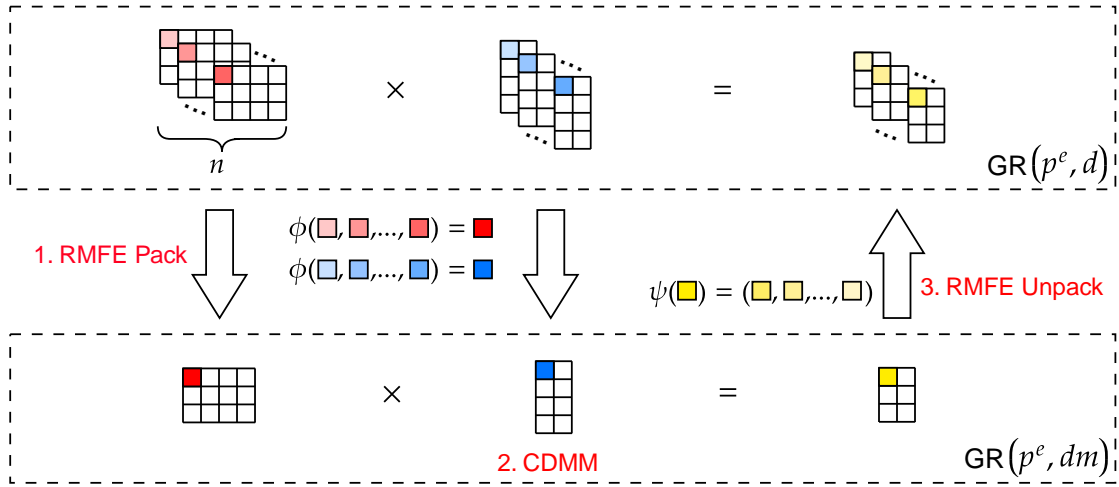 × =
n
GR(p^e, d)
1. RMFE Pack
ϕ(□, □,..., □) = □
ϕ(□, □,..., □) = □
ψ(□) = (□, □,..., □)
3. RMFE Unpack
× =
2. CDMM
GR(p^e, dm)